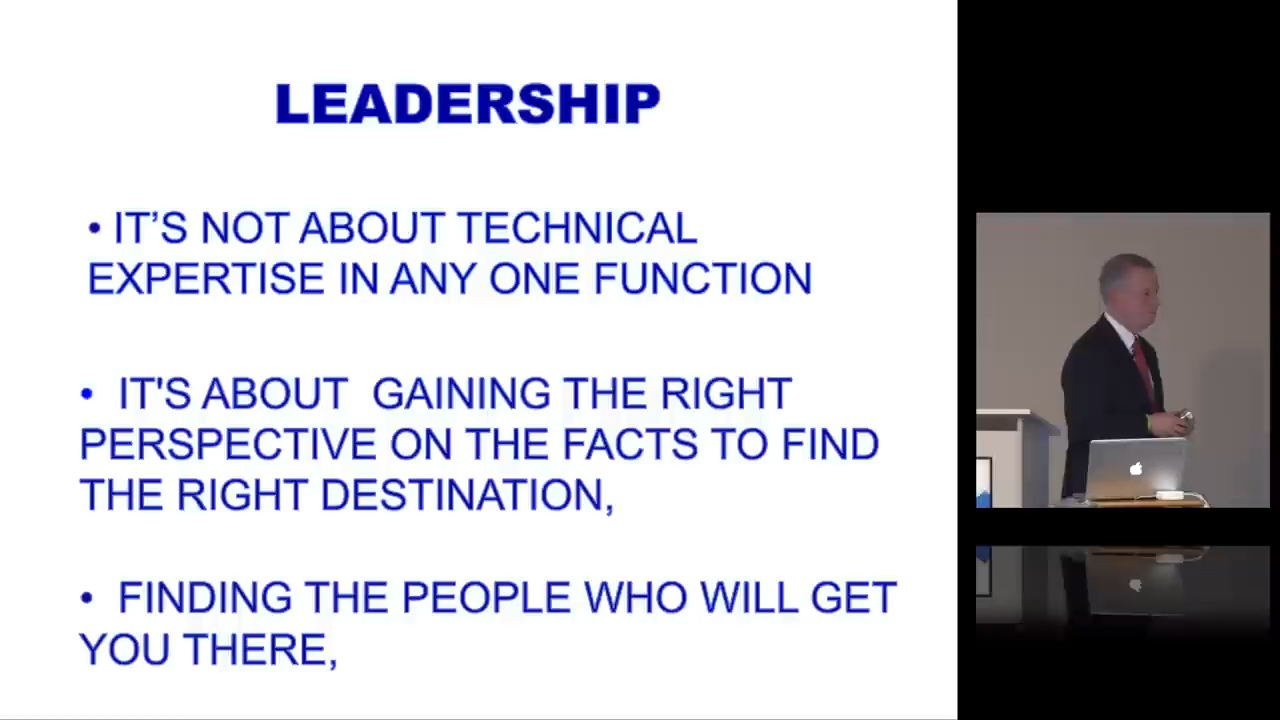 LEADERSHIP
• IT’S NOT ABOUT TECHNICAL
EXPERTISE IN ANY ONE FUNCTION
• IT'S ABOUT  GAINING THE RIGHT
PERSPECTIVE ON THE FACTS TO FIND
THE RIGHT DESTINATION,
• FINDING THE PEOPLE WHO WILL GET
YOU THERE,